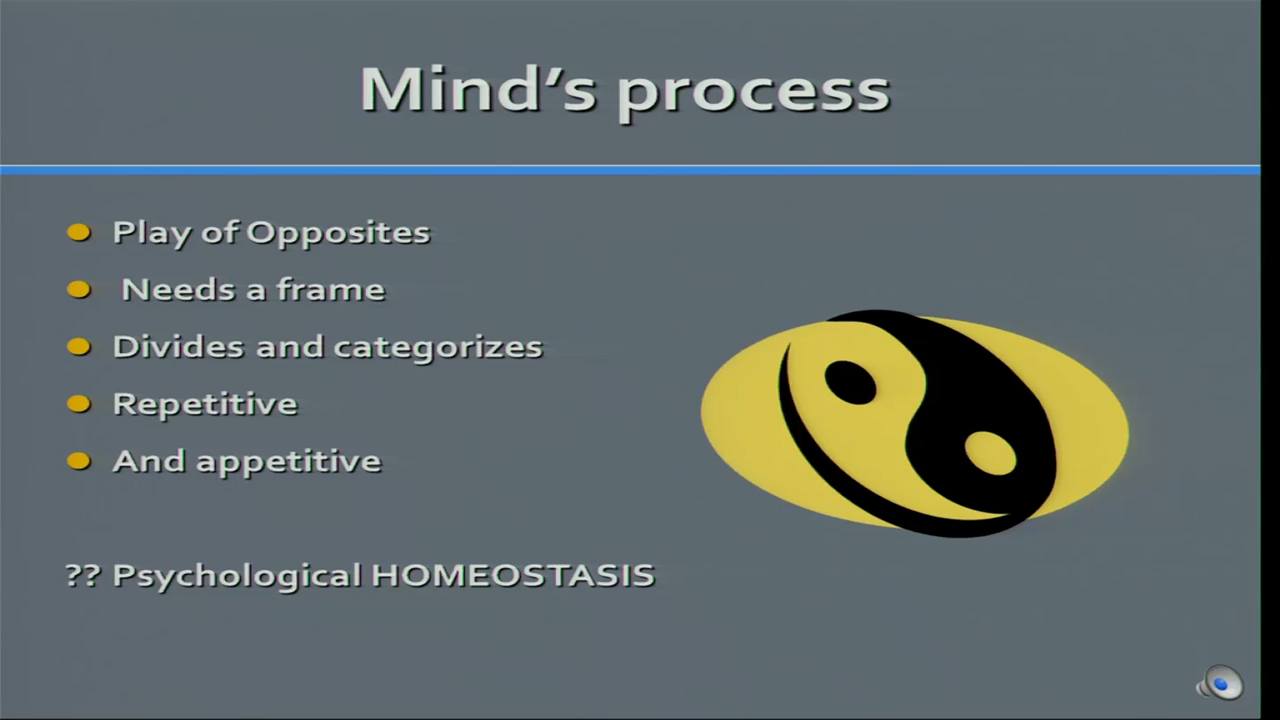 Mind's process
Play of Opposites
Needs a frame
Divides and categorizes
Repetitive
And appetitive
?? Psychological HOMEOSTASIS